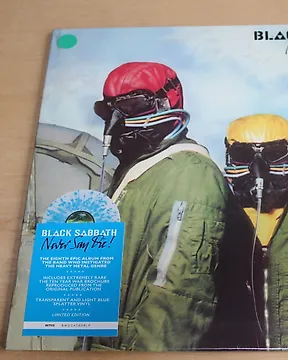 BLA
BLACK SABBATH
Never Say Die!
THE EIGHTH EPIC ALBUM FROM
THE BAND WHO INSTIGATED
THE HEAVY METAL GENRE
INCLUDES EXTREMELY RARE
THE TEN YEAR WAR BROCHURE
REPRODUCED FROM THE
ORIGINAL PUBLICATION
TRANSPARENT AND LIGHT BLUE
SPLATTER VINYL
LIMITED EDITION